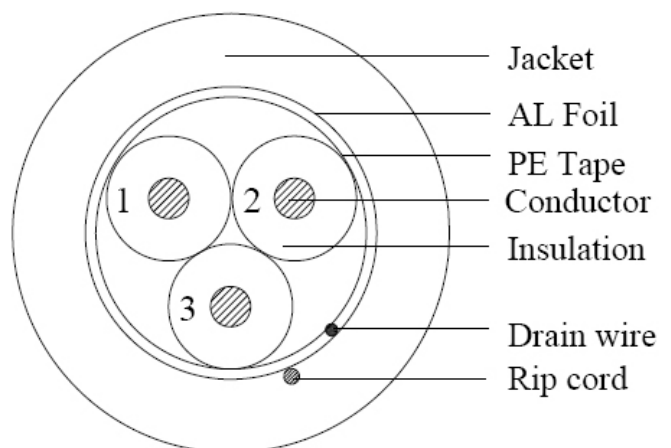 Jacket
AL Foil
PE Tape
1
2
Conductor
Insulation
3
Drain wire
Rip cord